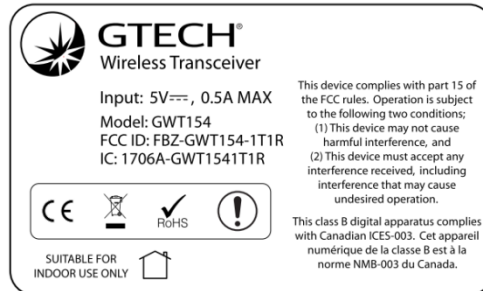 GTECH®
Wireless Transceiver
Input: 5V⎓, 0.5A MAX
Model: GWT154
FCC ID: FBZ-GWT154-1T1R
IC: 1706A-GWT1541T1R
CE
RoHS
SUITABLE FOR
INDOOR USE ONLY
This device complies with part 15 of
the FCC rules. Operation is subject
to the following two conditions;
(1) This device may not cause
harmful interference, and
(2) This device must accept any
interference received, including
interference that may cause
undesired operation.
This class B digital apparatus complies
with Canadian ICES-003. Cet appareil
numérique de la classe B est à la
norme NMB-003 du Canada.